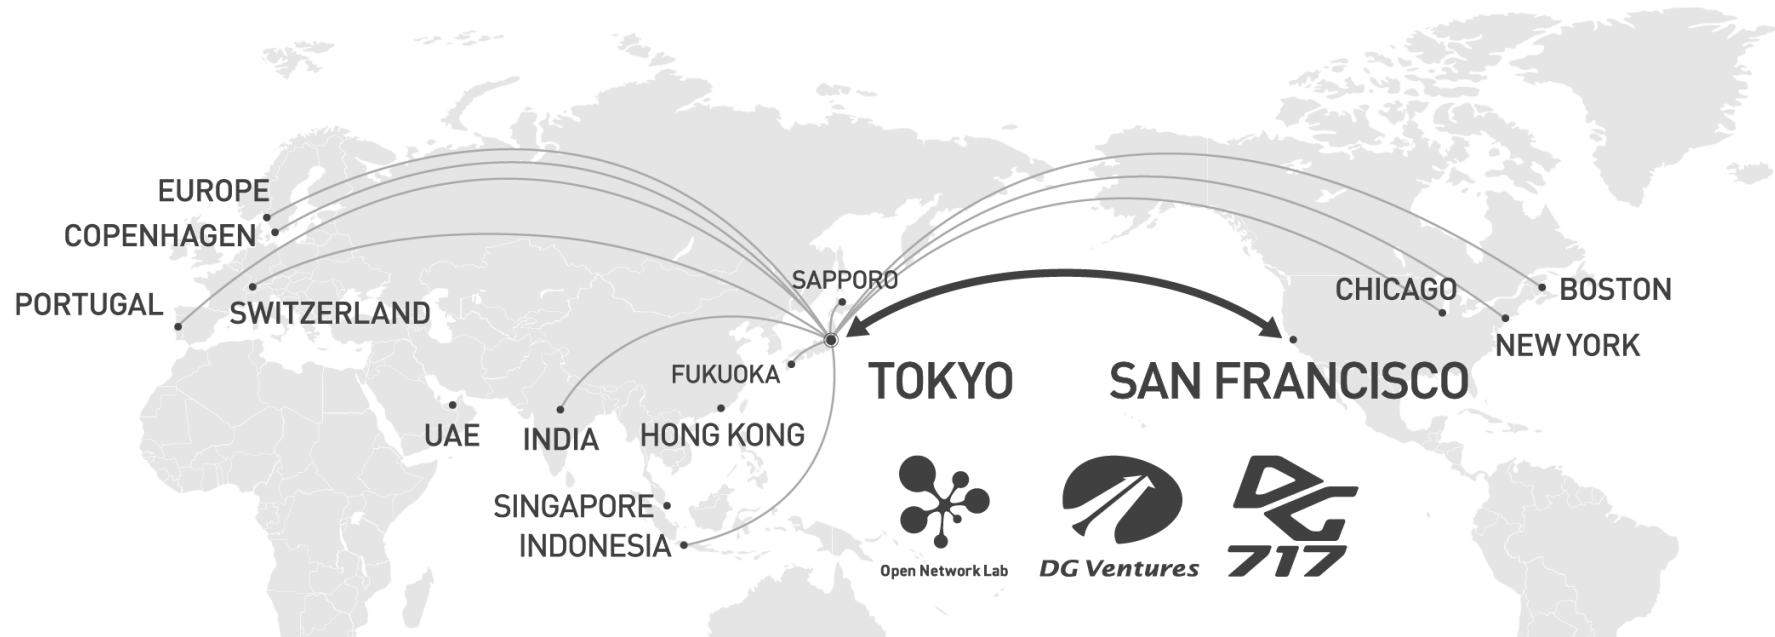 EUROPE
COPENHAGEN
PORTUGAL
SWITZERLAND
SAPPORO
CHICAGO
BOSTON
NEW YORK
FUKUOKA
TOKYO
SAN FRANCISCO
UAE
INDIA
HONG KONG
SINGAPORE
INDONESIA
Open Network Lab
DG Ventures
DG
717